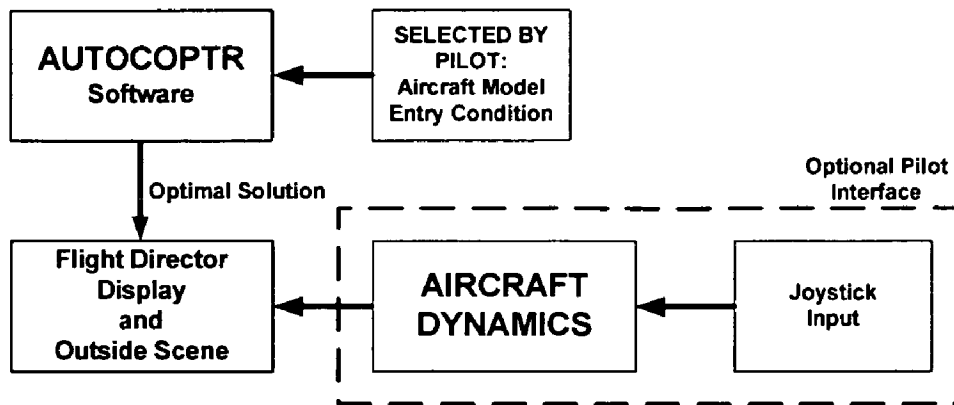 AUTOCOPTR
Software
SELECTED BY
PILOT:
Aircraft Model
Entry Condition
Optimal Solution
Optional Pilot
Interface
Flight Director
Display
and
Outside Scene
AIRCRAFT
DYNAMICS
Joystick
Input